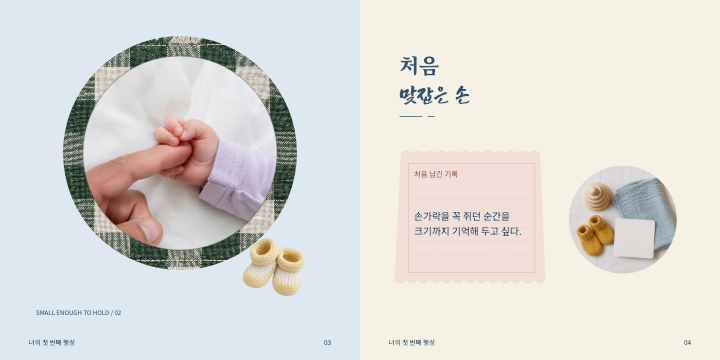 SMALL ENOUGH TO HOLD / 02
너의 첫 번째 행성
03
처음
맞잡은 손
처음 남긴 기록
손가락을 꼭 쥐던 순간을
크기까지 기억해 두고 싶다.
너의 첫 번째 행성
04